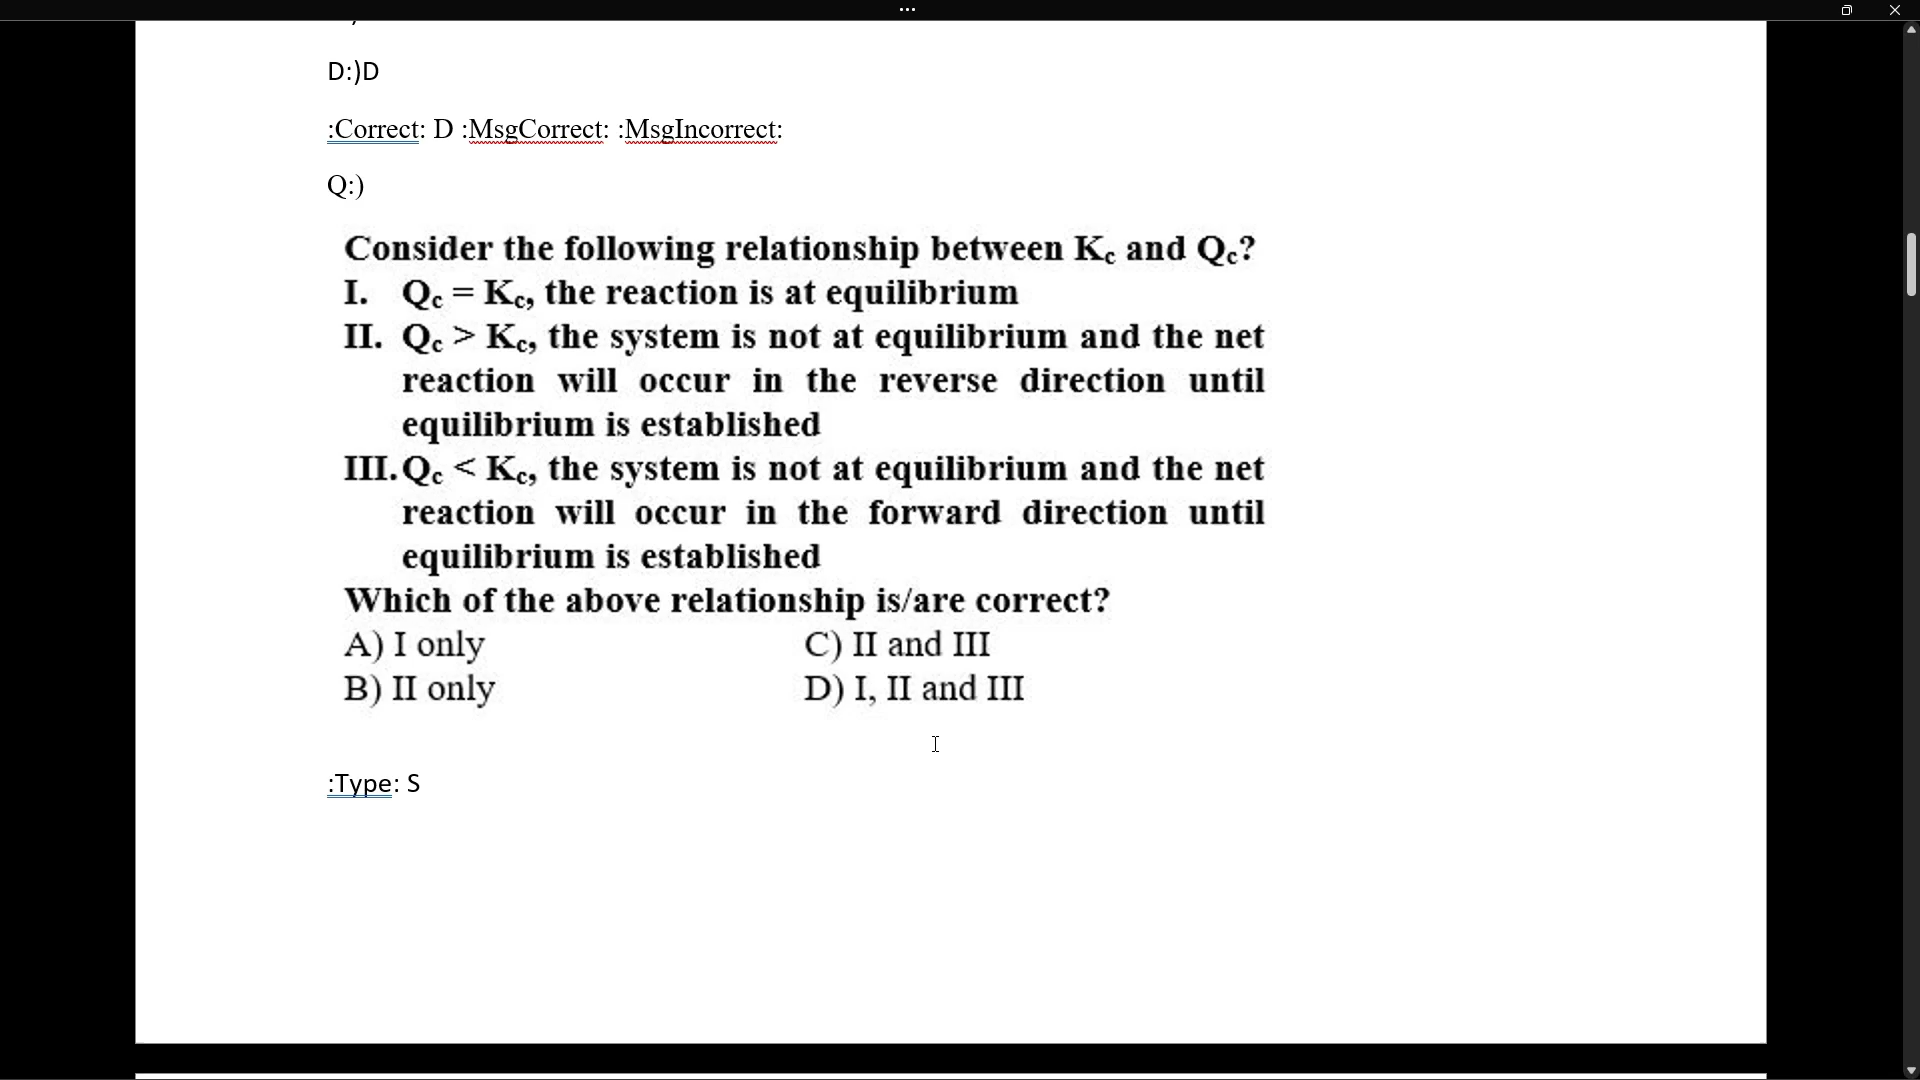 D:)D
:Correct: D :MsgCorrect: :MsgIncorrect:
Q:)
Consider the following relationship between Kc and Qc?
I. Qc = Kc, the reaction is at equilibrium
II. Qc > Kc, the system is not at equilibrium and the net
reaction will occur in the reverse direction until
equilibrium is established
III. Qc < Kc, the system is not at equilibrium and the net
reaction will occur in the forward direction until
equilibrium is established
Which of the above relationship is/are correct?
A) I only C) II and III
B) II only D) I, II and III
:Type: S